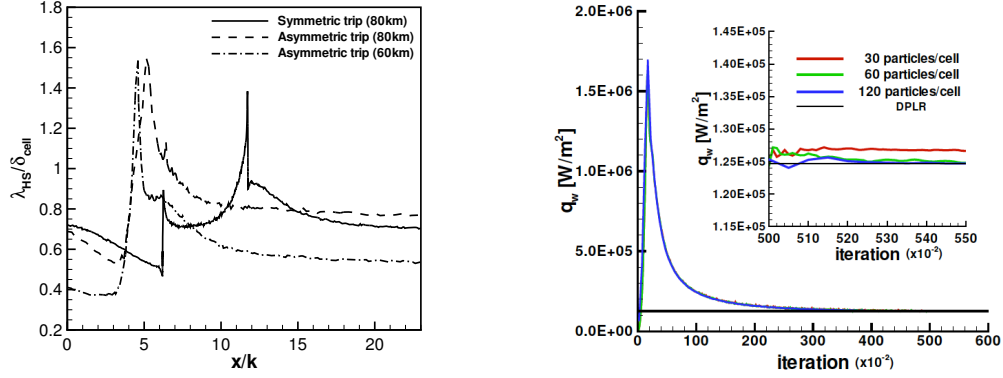 1.8
1.6
1.4
1.2
1
0.8
0.6
0.4
0.2
λHS/δcell
Symmetric trip (80km)
Asymmetric trip (80km)
Asymmetric trip (60km)
0 5 10 15 20
x/k
2.0E+06
1.5E+06
1.0E+06
5.0E+05
0.0E+00
qw [W/m²]
0 100 200 300 400 500 600
iteration (x10⁻²)
1.45E+05
1.40E+05
1.35E+05
1.30E+05
1.25E+05
1.20E+05
1.15E+05
qw [W/m²]
30 particles/cell
60 particles/cell
120 particles/cell
DPLR
500 510 520 530 540 550
iteration (x10⁻²)